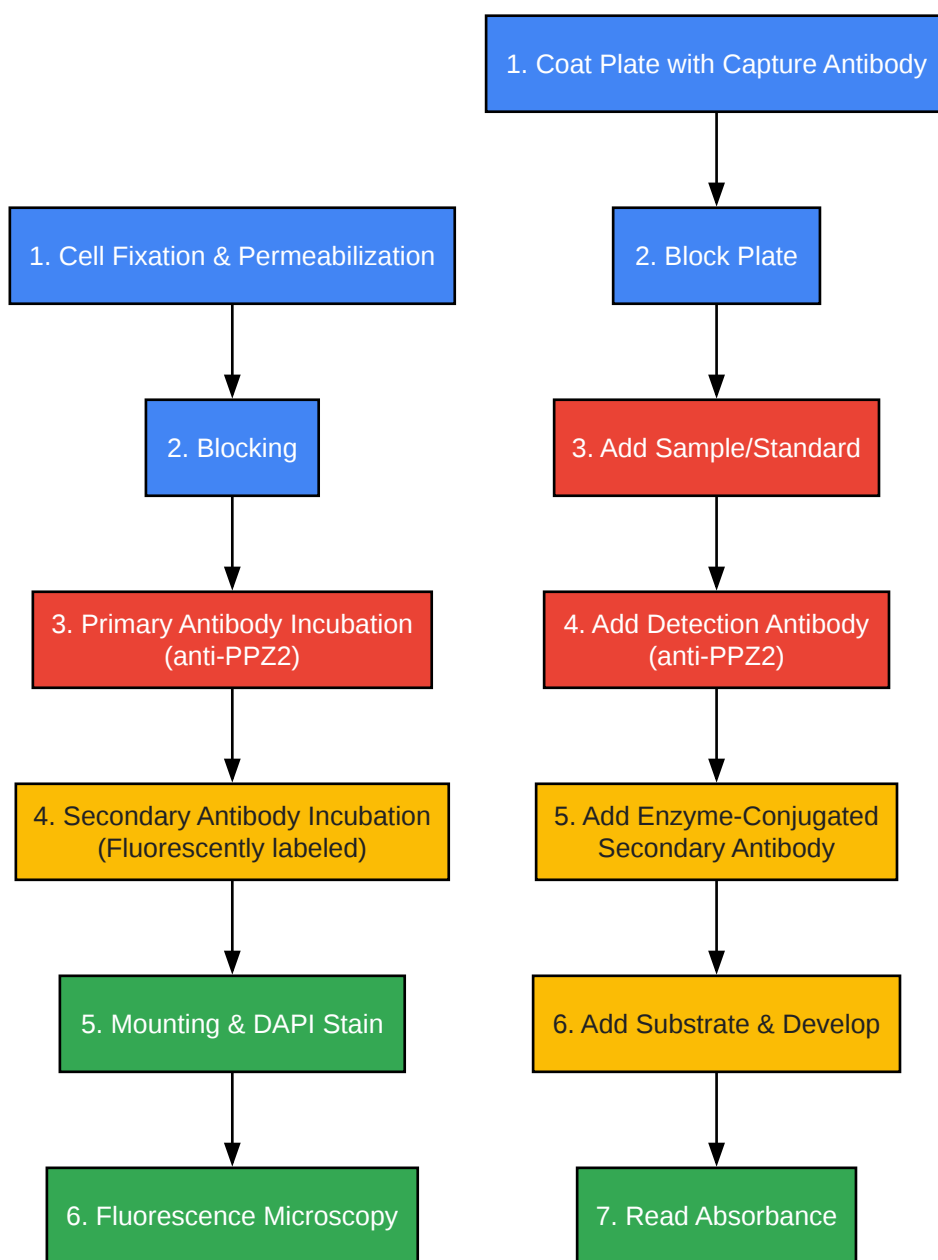 1. Cell Fixation & Permeabilization
2. Blocking
3. Primary Antibody Incubation
(anti-PPZ2)
4. Secondary Antibody Incubation
(Fluorescently labeled)
5. Mounting & DAPI Stain
6. Fluorescence Microscopy
1. Coat Plate with Capture Antibody
2. Block Plate
3. Add Sample/Standard
4. Add Detection Antibody
(anti-PPZ2)
5. Add Enzyme-Conjugated
Secondary Antibody
6. Add Substrate & Develop
7. Read Absorbance